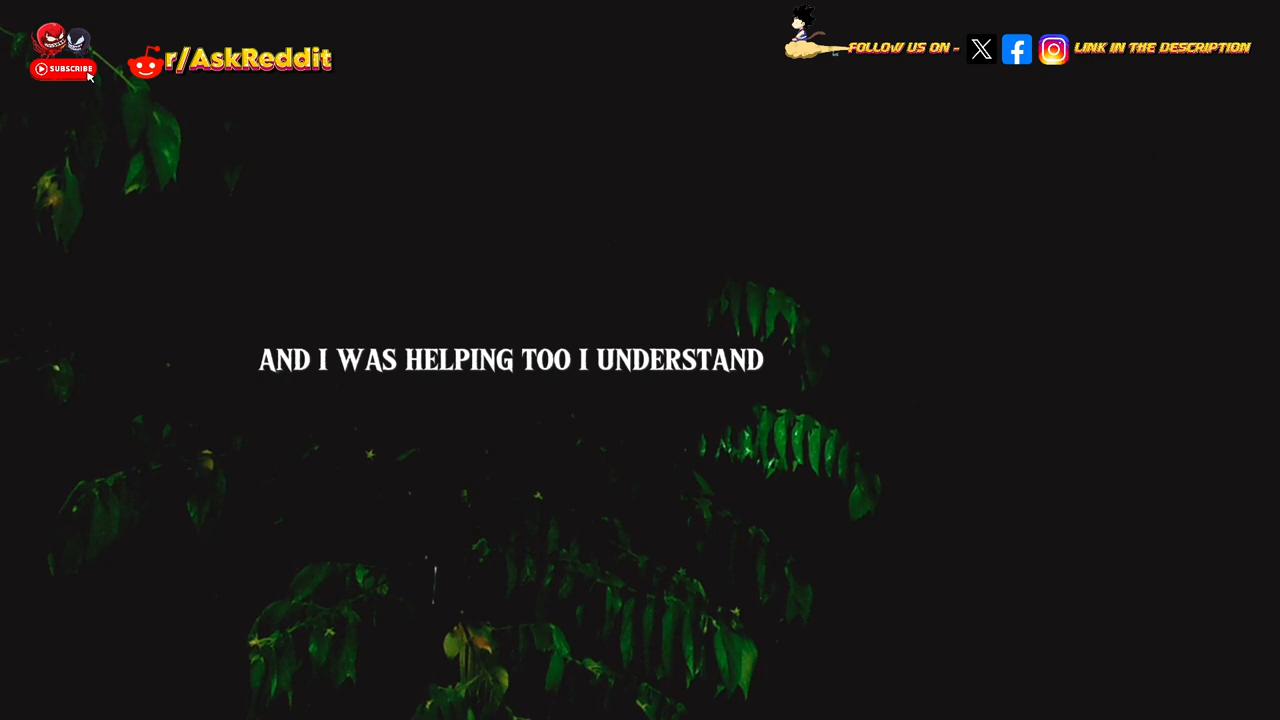 SUBSCRIBE
r/AskReddit
FOLLOW US ON -
LINK IN THE DESCRIPTION
AND I WAS HELPING TOO I UNDERSTAND